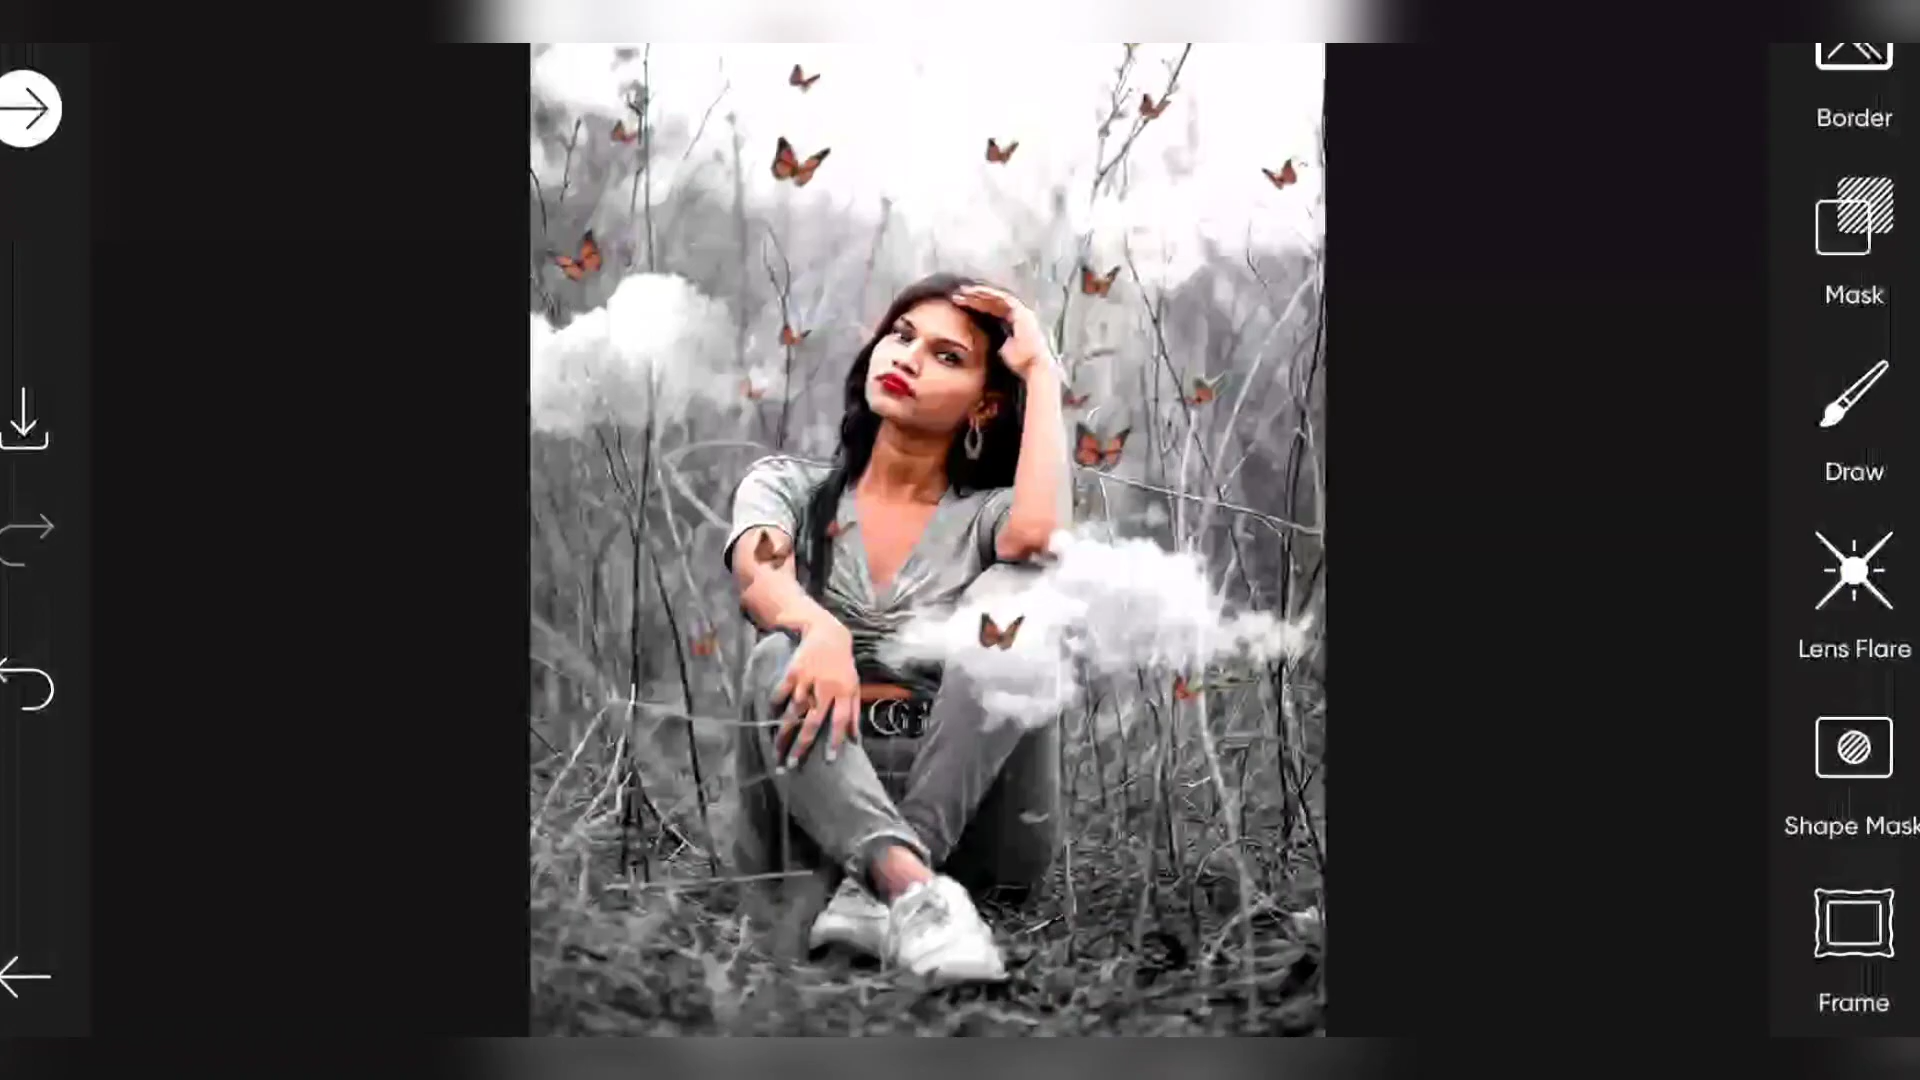 Border
Mask
Draw
Lens Flare
Shape Mask
Frame